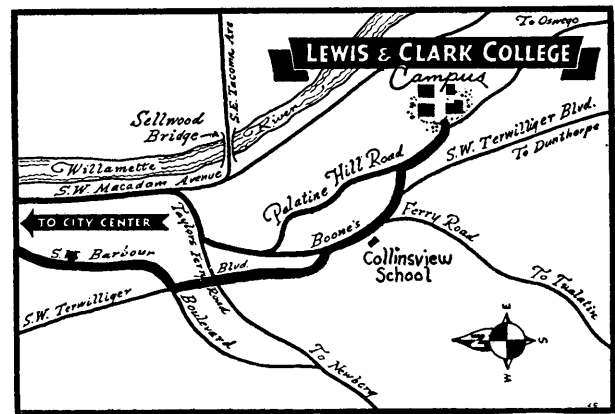 To Oswego
LEWIS & CLARK COLLEGE
Campus
S.E. Tacoma Ave
Sellwood
Bridge
River
Willamette
S.W. Macadam Avenue
S.W. Terwilliger Blvd.
To Dunthorpe
Palatine Hill Road
TO CITY CENTER
Taylors Ferry Road
Boone's
Ferry Road
Collinsview
School
S.W. Barbour
Blvd.
S.W. Terwilliger
Boulevard
To Tualatin
To Newberg
N
E
S
W